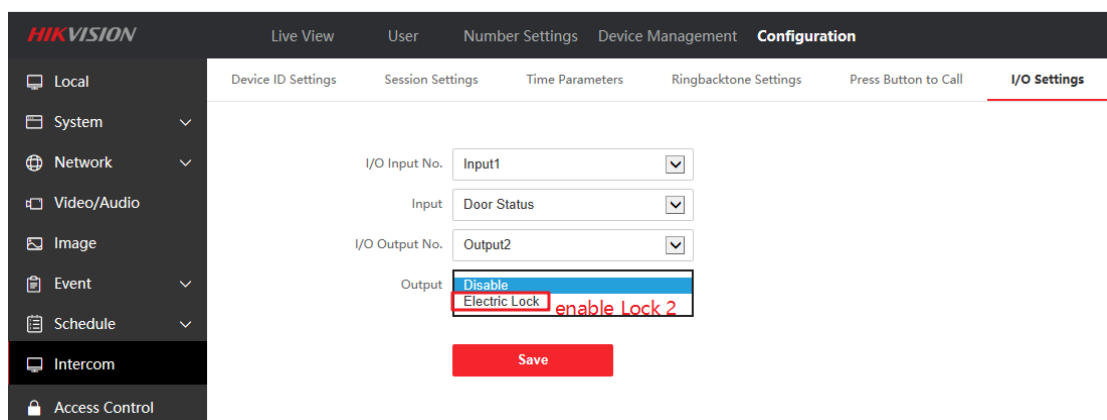 HIKVISION
Live View User Number Settings Device Management Configuration
Local
Device ID Settings Session Settings Time Parameters Ringbacktone Settings Press Button to Call I/O Settings
System
Network
I/O Input No. Input1
Video/Audio
Input Door Status
Image
I/O Output No. Output2
Event
Output Disable
Electric Lock enable Lock 2
Schedule
Intercom
Save
Access Control